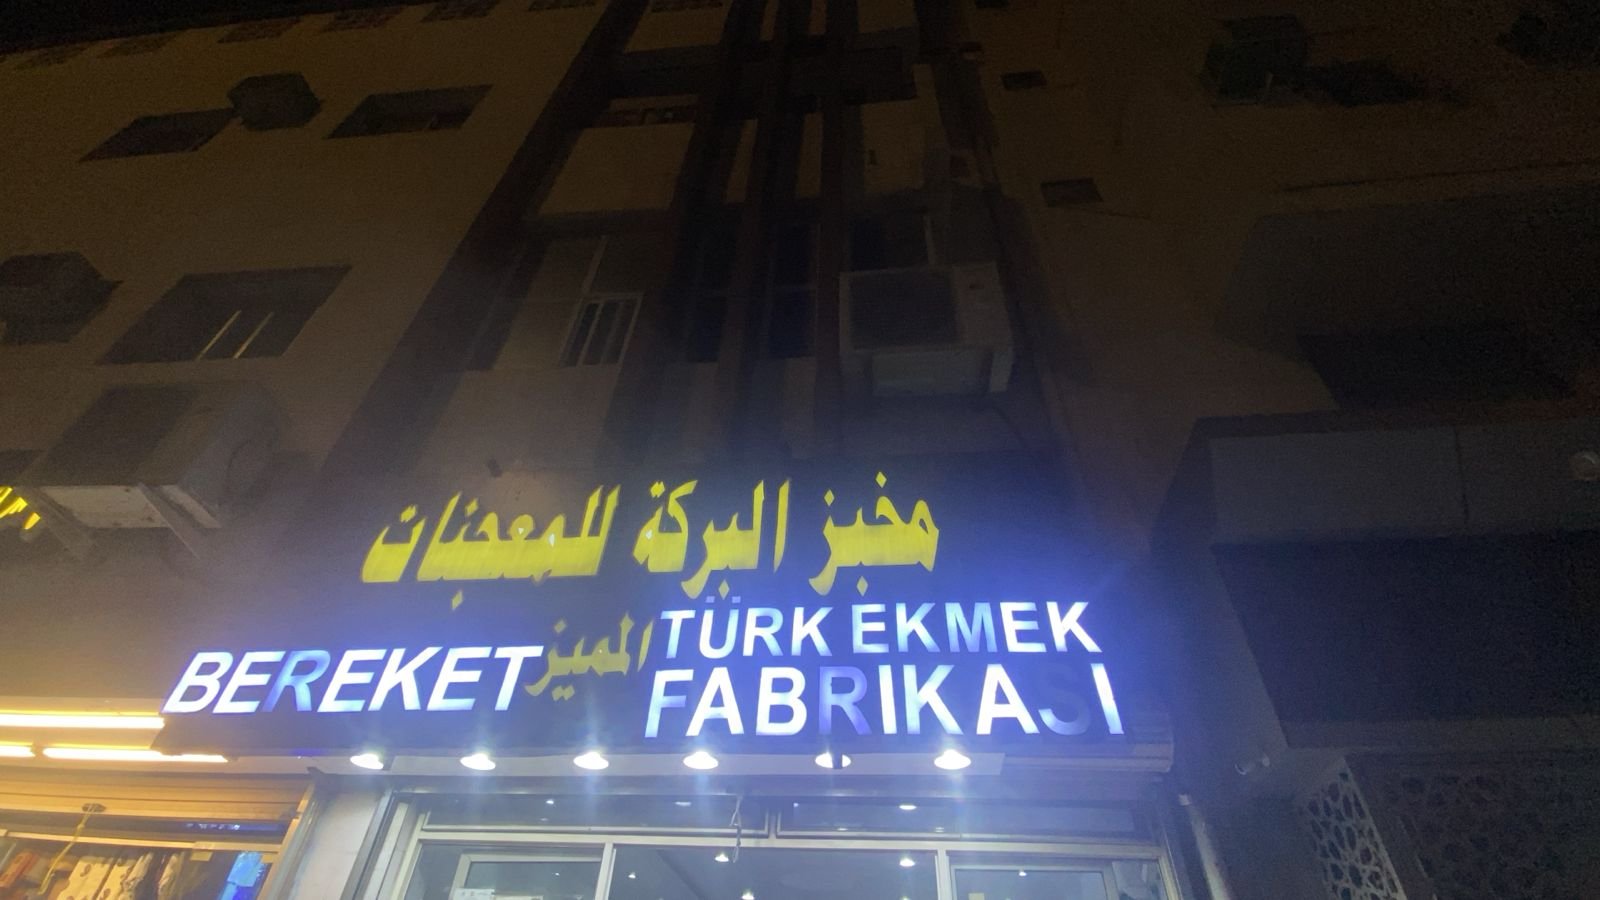 مخبز البركة للمعجنات
BEREKET المميز TÜRK EKMEK
FABRIKASI